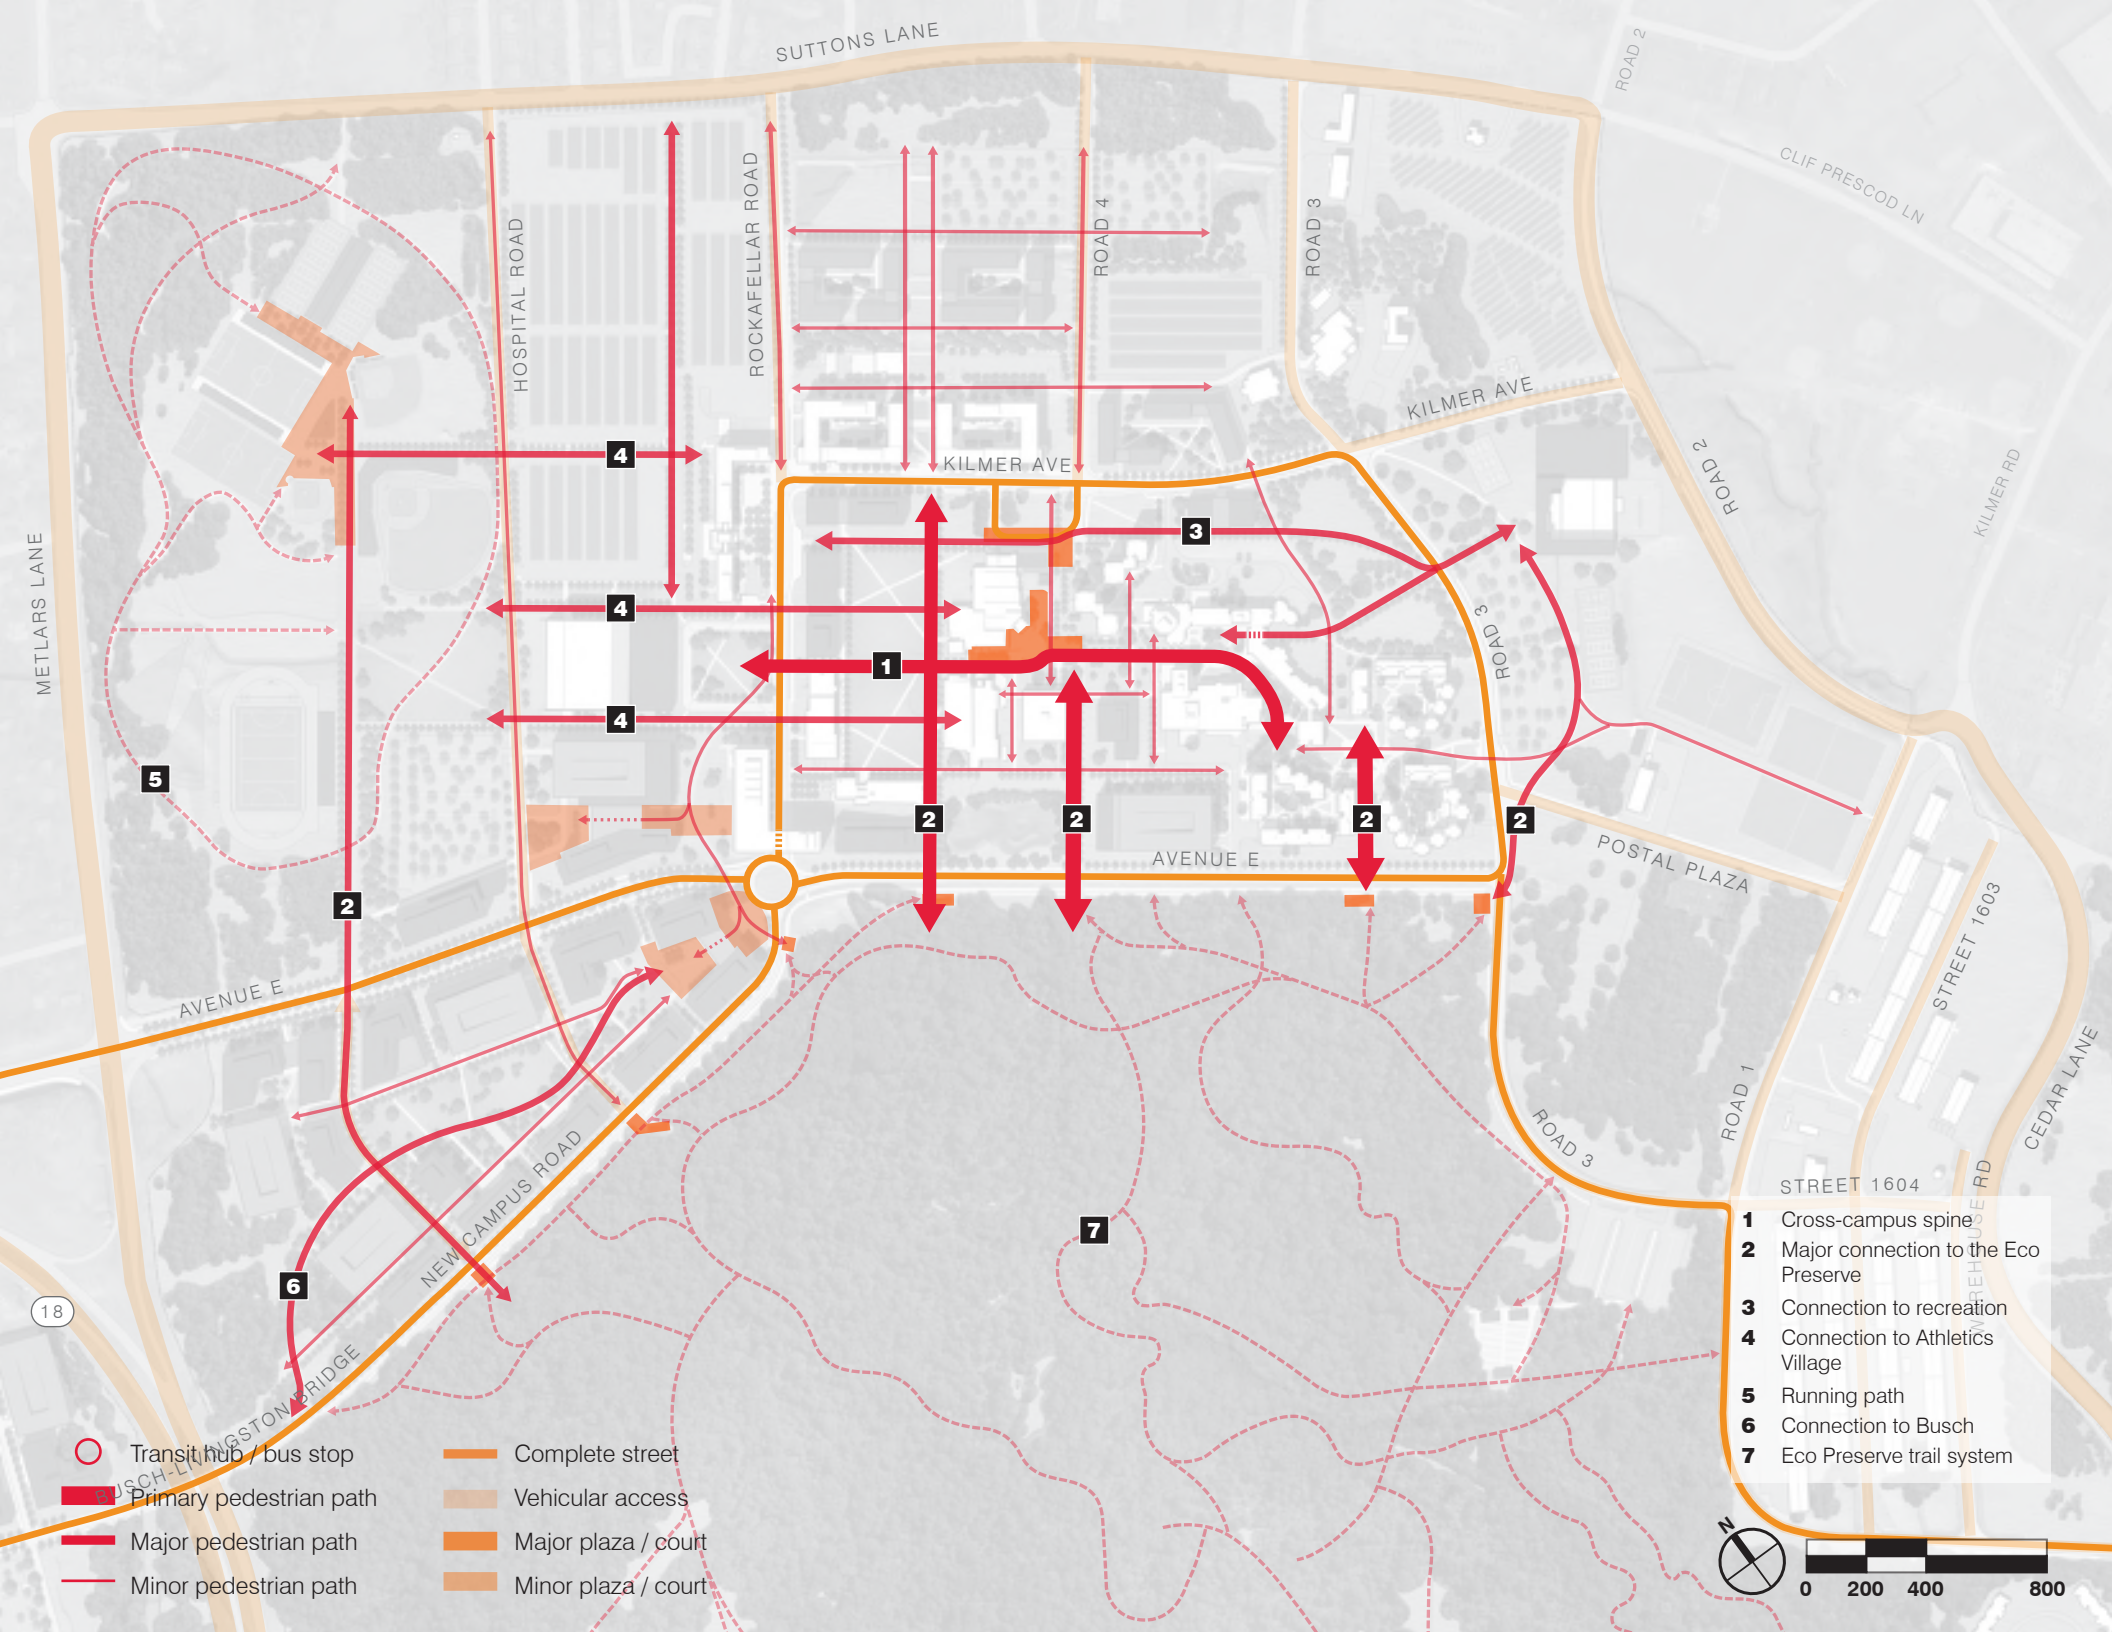 SUTTONS LANE
ROAD 2
CLIF PRESCOD LN
HOSPITAL ROAD
ROCKAFELLAR ROAD
ROAD 4
ROAD 3
KILMER AVE
KILMER AVE
ROAD 2
KILMER RD
METLARS LANE
4
3
4
ROAD 3
1
4
5
2
2
2
2
AVENUE E
POSTAL PLAZA
2
STREET 1603
AVENUE E
CEDAR LANE
ROAD 1
ROAD 3
NEW CAMPUS ROAD
7
6
18
BUSCH-LIVINGSTON BRIDGE
STREET 1604
WAREHOUSE RD
1 Cross-campus spine
2 Major connection to the Eco
Preserve
3 Connection to recreation
4 Connection to Athletics
Village
5 Running path
6 Connection to Busch
7 Eco Preserve trail system
Transit hub / bus stop
Primary pedestrian path
Major pedestrian path
Minor pedestrian path
Complete street
Vehicular access
Major plaza / court
Minor plaza / court
N
0 200 400 800